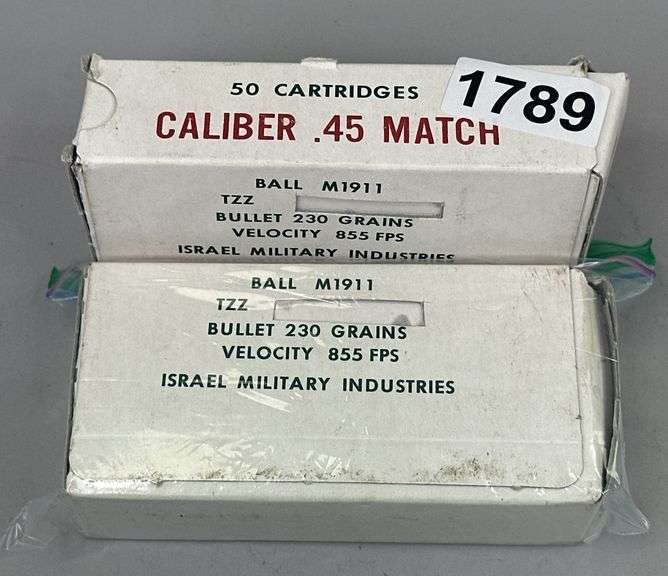 50 CARTRIDGES
1789
CALIBER .45 MATCH
BALL M1911
TZZ
BULLET 230 GRAINS
VELOCITY 855 FPS
ISRAEL MILITARY INDUSTRIES
BALL M1911
TZZ
BULLET 230 GRAINS
VELOCITY 855 FPS
ISRAEL MILITARY INDUSTRIES